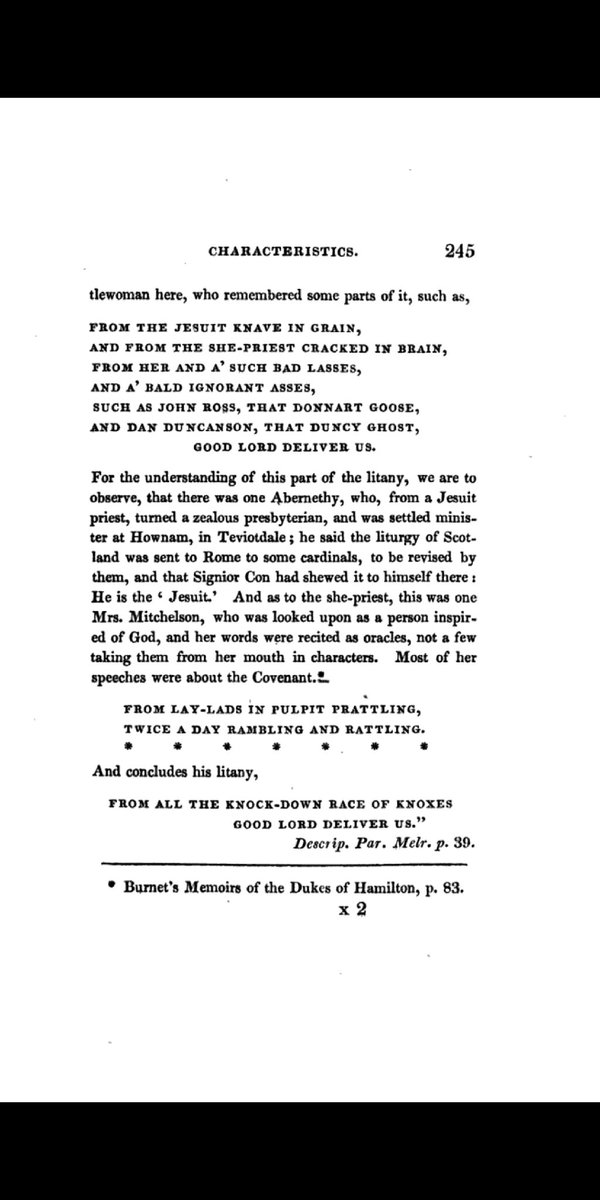 CHARACTERISTICS. 245
tlewoman here, who remembered some parts of it, such as,
FROM THE JESUIT KNAVE IN GRAIN,
AND FROM THE SHE-PRIEST CRACKED IN BRAIN,
FROM HER AND A' SUCH BAD LASSES,
AND A' BALD IGNORANT ASSES,
SUCH AS JOHN ROSS, THAT DONNART GOOSE,
AND DAN DUNCANSON, THAT DUNCY GHOST,
GOOD LORD DELIVER US.
For the understanding of this part of the litany, we are to
observe, that there was one Abernethy, who, from a Jesuit
priest, turned a zealous presbyterian, and was settled minis-
ter at Hownam, in Teviotdale; he said the liturgy of Scot-
land was sent to Rome to some cardinals, to be revised by
them, and that Signior Con had shewed it to himself there:
He is the ‘ Jesuit.’ And as to the she-priest, this was one
Mrs. Mitchelson, who was looked upon as a person inspir-
ed of God, and her words were recited as oracles, not a few
taking them from her mouth in characters. Most of her
speeches were about the Covenant.*
FROM LAY-LADS IN PULPIT PRATTLING,
TWICE A DAY RAMBLING AND RATTLING.
* * * * * * *
And concludes his litany,
FROM ALL THE KNOCK-DOWN RACE OF KNOXES
GOOD LORD DELIVER US.”
Descrip. Par. Melr. p. 39.
* Burnet's Memoirs of the Dukes of Hamilton, p. 83.
x 2